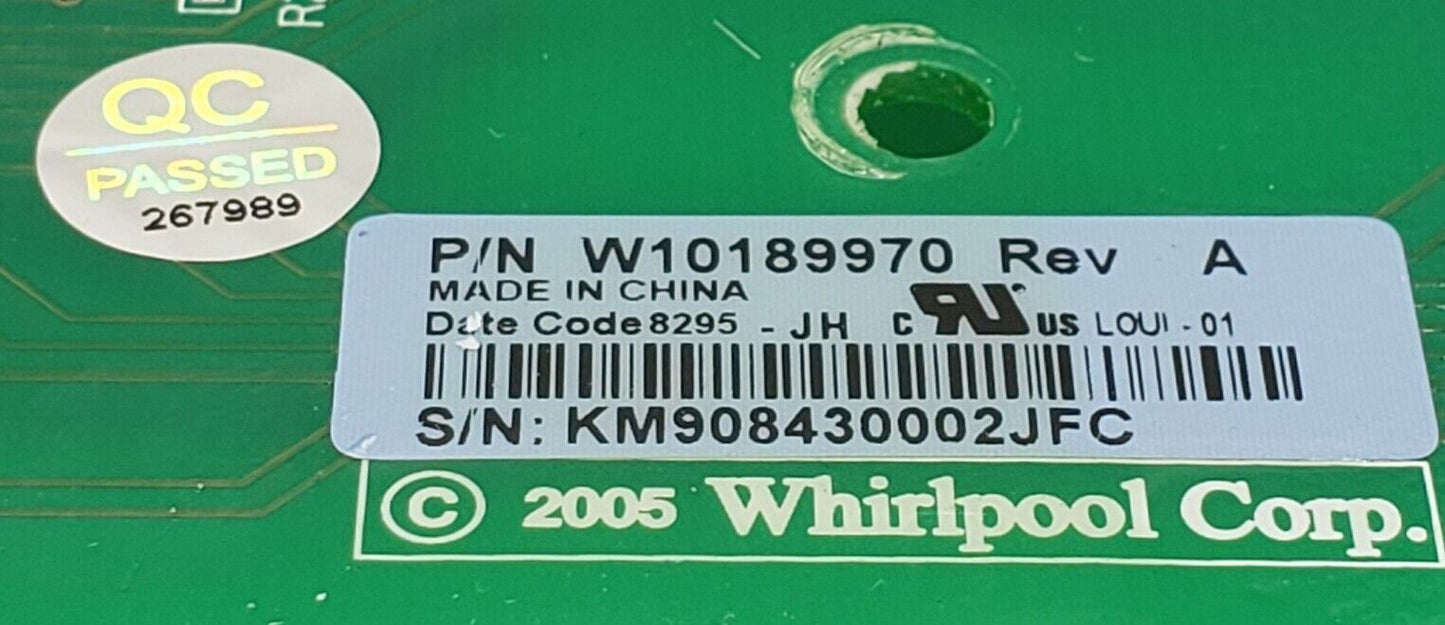 QC
PASSED
267989
P/N W10189970 Rev A
MADE IN CHINA
Date Code 8295 - JH C RU US LOUI - 01
S/N: KM908430002JFC
© 2005 Whirlpool Corp.